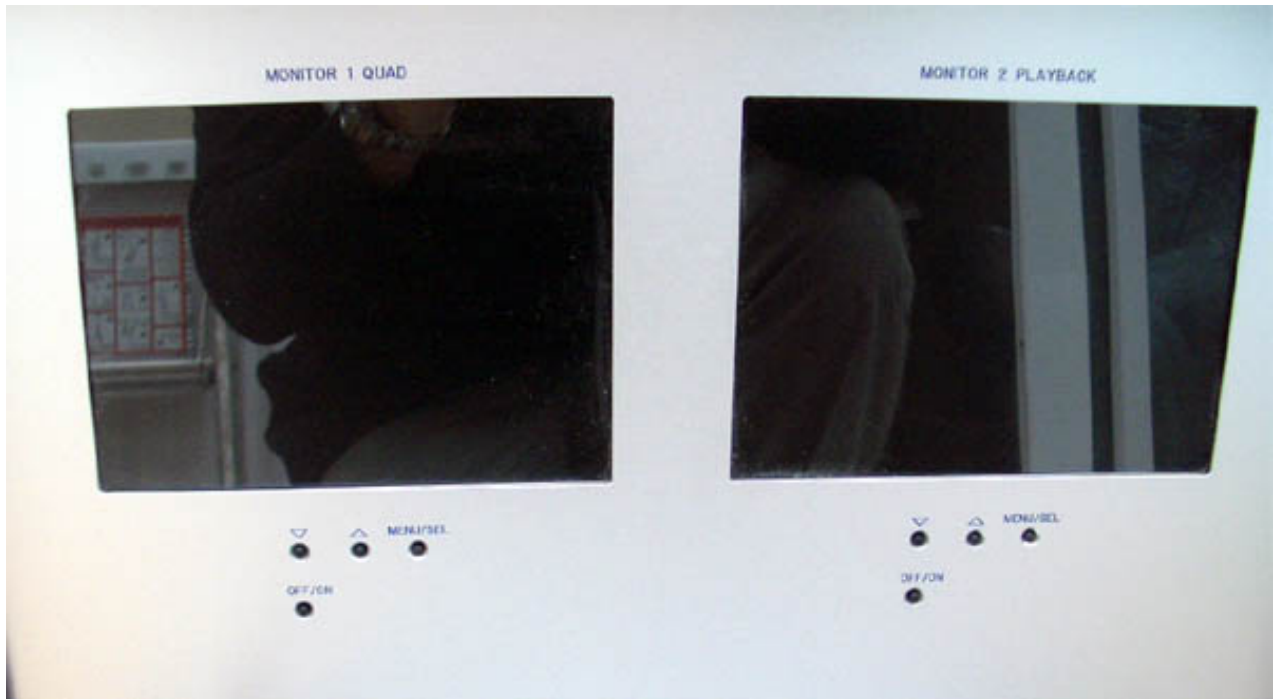 MONITOR 1 QUAD
MONITOR 2 PLAYBACK
MENU/SEL
OFF/ON
MENU/SEL
OFF/ON